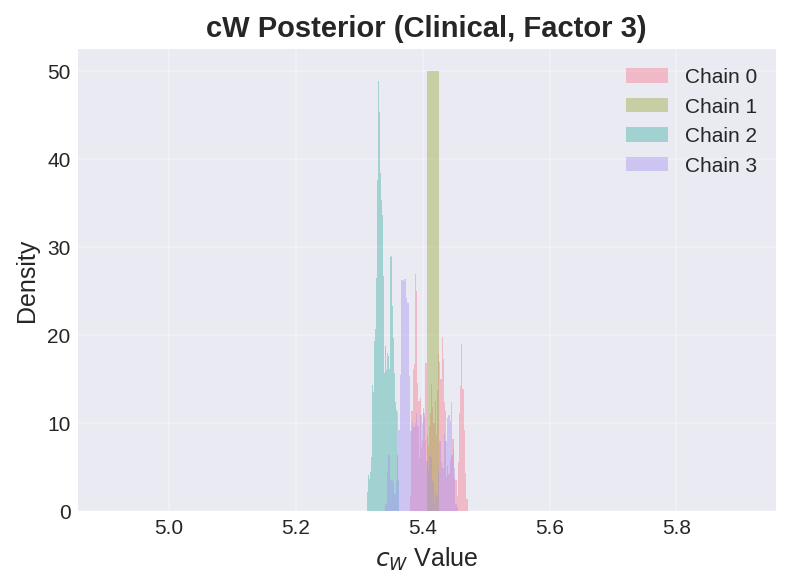 cW Posterior (Clinical, Factor 3)
50
40
30
20
10
0
Density
Chain 0
Chain 1
Chain 2
Chain 3
5.0
5.2
5.4
5.6
5.8
c_W Value